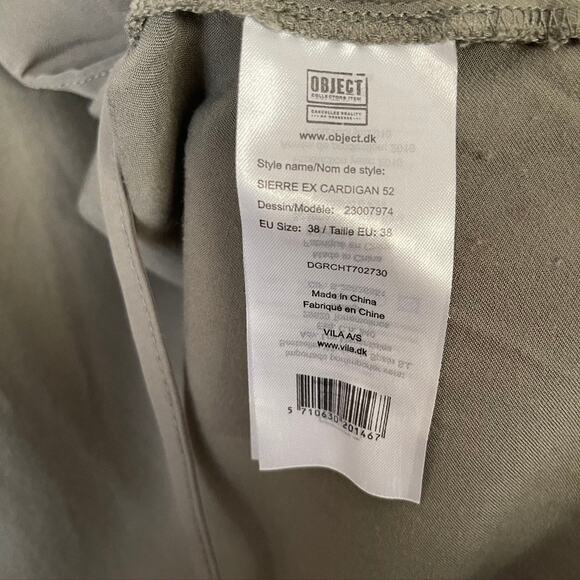 OBJECT
COLLECTORS ITEM
CANCELLED REALITY
www.object.dk
Style name/Nom de style:
SIERRE EX CARDIGAN 52
Dessin/Modèle: 23007974
EU Size: 38 / Taille EU: 38
DGRCHT702730
Made in China
Fabriqué en Chine
VILA A/S
www.vila.dk
5 710630 201467